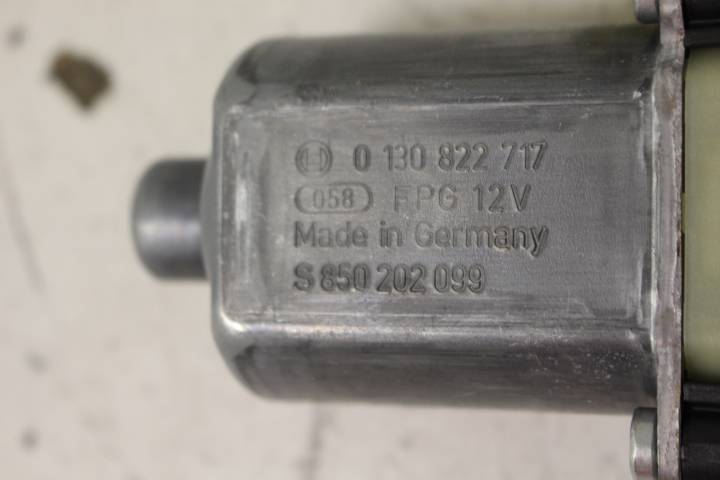 0 130 822 717
058 FPG 12V
Made in Germany
S 850 202 099